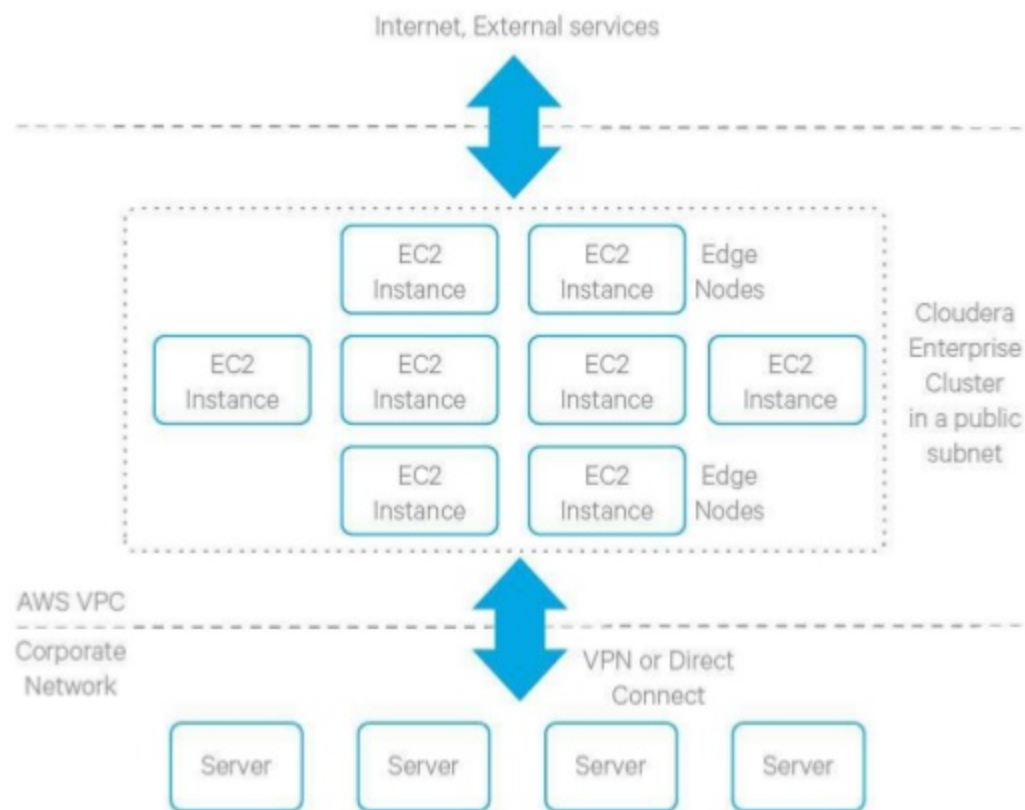 Internet, External services
EC2
Instance
EC2
Instance
Edge
Nodes
EC2
Instance
EC2
Instance
EC2
Instance
EC2
Instance
Cloudera
Enterprise
Cluster
in a public
subnet
EC2
Instance
EC2
Instance
Edge
Nodes
AWS VPC
Corporate
Network
VPN or Direct
Connect
Server
Server
Server
Server